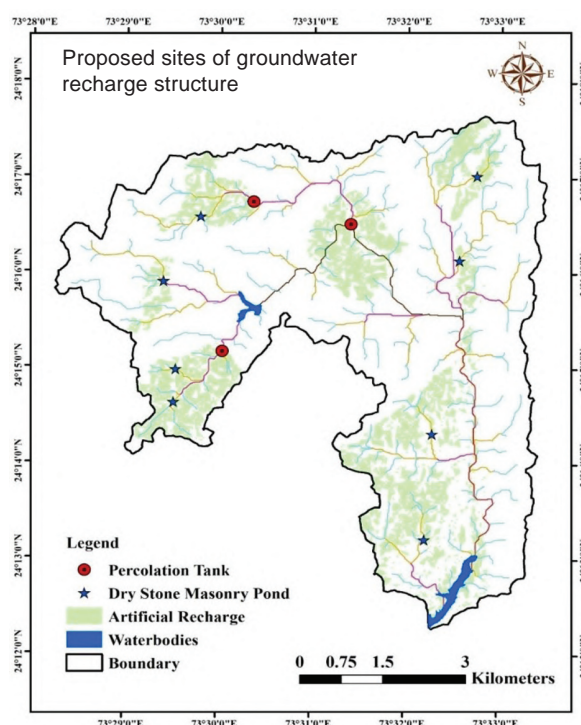 73°28'0"E 73°29'0"E 73°30'0"E 73°31'0"E 73°32'0"E 73°33'0"E
Proposed sites of groundwater
recharge structure
N
W E
S
24°18'0"N
24°17'0"N
24°16'0"N
24°15'0"N
24°14'0"N
24°13'0"N
24°12'0"N
Legend
Percolation Tank
Dry Stone Masonry Pond
Artificial Recharge
Waterbodies
Boundary
0 0.75 1.5 3
Kilometers
73°29'0"E 73°30'0"E 73°31'0"E 73°32'0"E 73°33'0"E